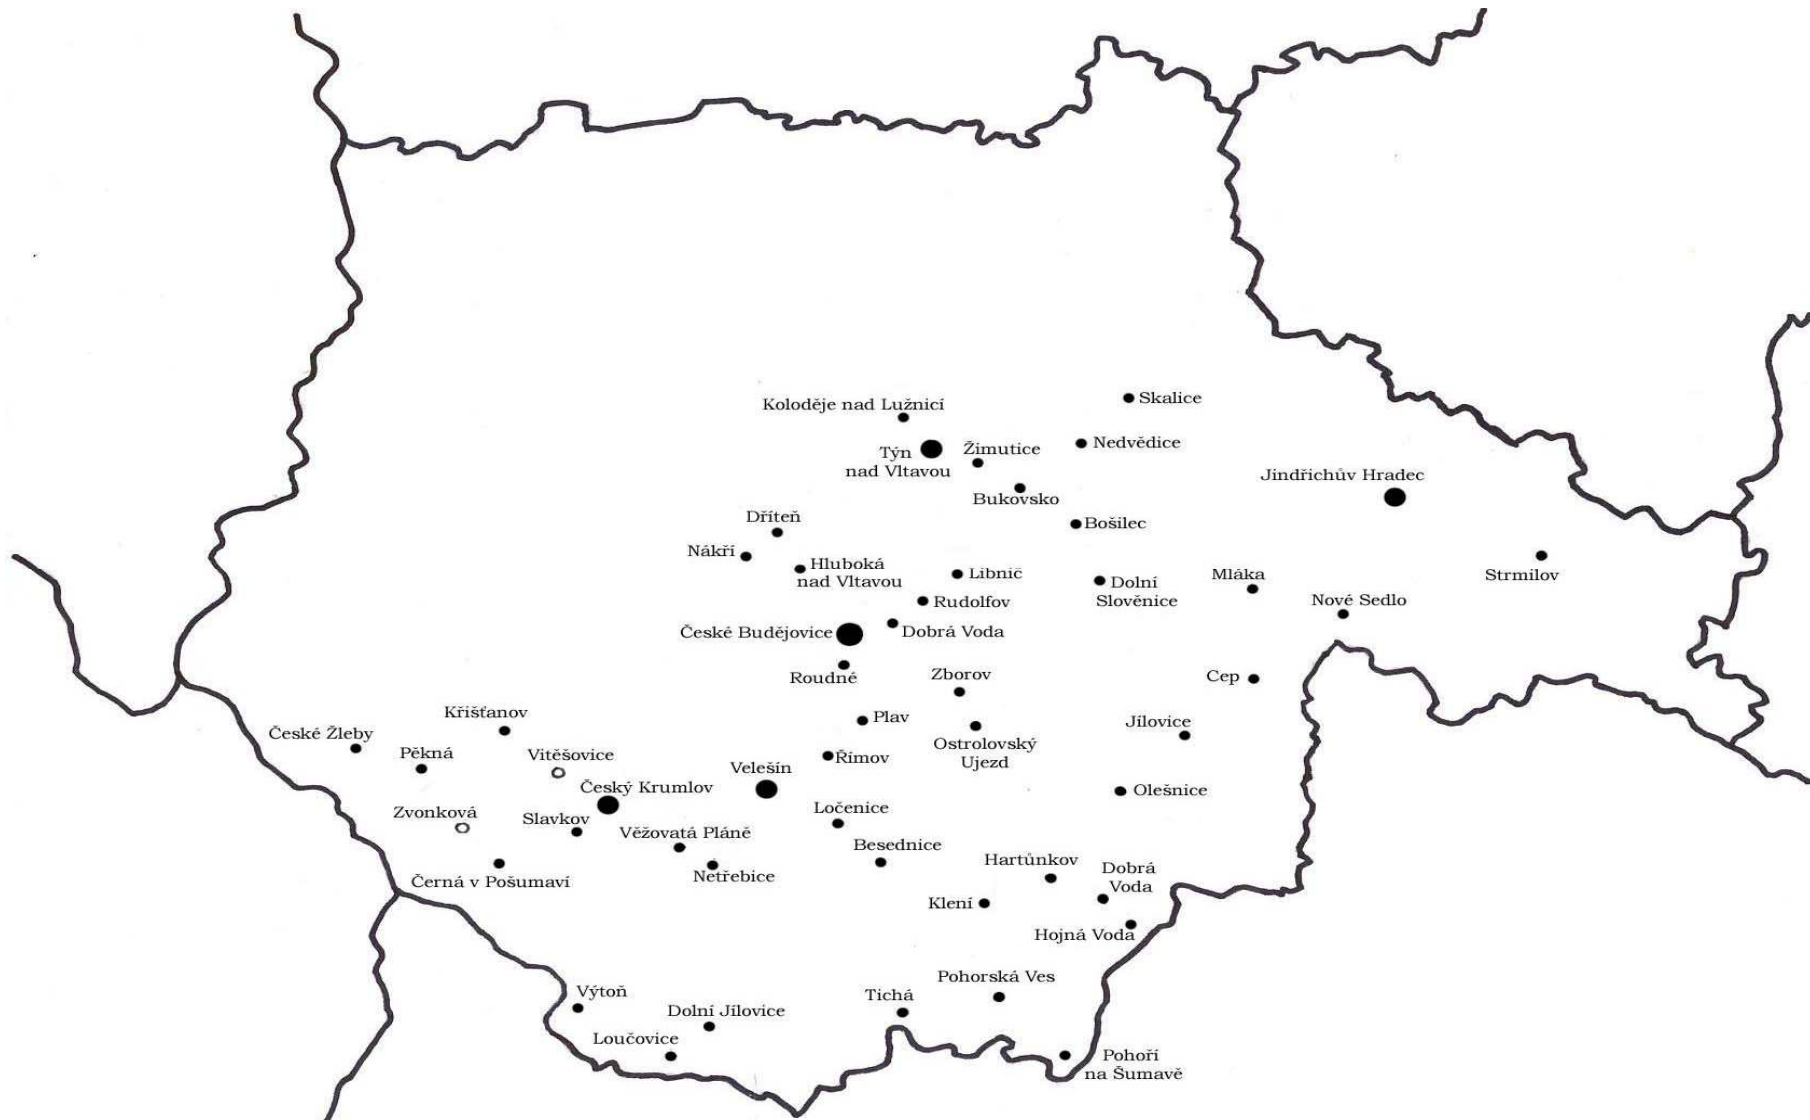 Skalice
Koloděje nad Lužnicí
Nedvědice
Týn
nad Vltavou
Žimutice
Jindřichův Hradec
Bukovsko
Dříteň
Bošilec
Nákří
Hluboká
nad Vltavou
Libnič
Dolní
Slověnice
Mláka
Strmilov
Rudolfov
Nové Sedlo
České Budějovice
Dobrá Voda
Roudné
Zborov
Cep
Křišťanov
Plav
Jílovice
České Žleby
Pěkná
Vitěšovice
Ostrolovský
Ujezd
Římov
Velešín
Český Krumlov
Olešnice
Zvonková
Slavkov
Ločenice
Věžovatá Pláně
Besednice
Netřebice
Hartůnkov
Dobrá
Voda
Černá v Pošumaví
Klení
Hojná Voda
Pohorská Ves
Výtoň
Tichá
Dolní Jílovice
Loučovice
Pohoří
na Šumavě